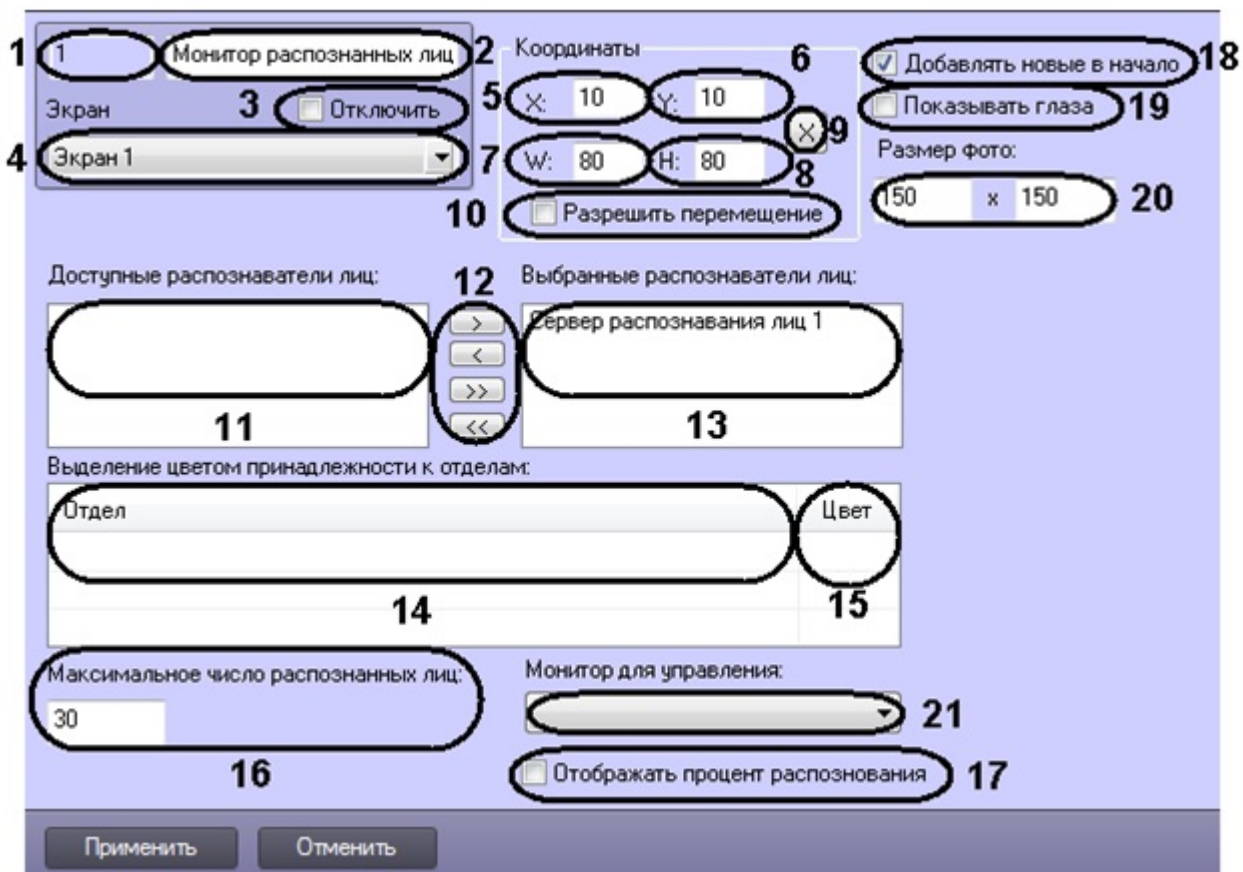 1 1 Монитор распознанных лиц 2
Экран 3 Отключить
4 Экран 1
Координаты
5 X: 10 6 Y: 10
7 W: 80 H: 80 8
X 9
10 Разрешить перемещение
Добавлять новые в начало 18
Показывать глаза 19
Размер фото:
150 x 150 20
Доступные распознаватели лиц: 12 Выбранные распознаватели лиц:
>
<
>>
<<
Сервер распознавания лиц 1
11 13
Выделение цветом принадлежности к отделам:
Отдел Цвет
14 15
Максимальное число распознанных лиц:
30
16
Монитор для управления:
21
Отображать процент распознования 17
Применить Отменить